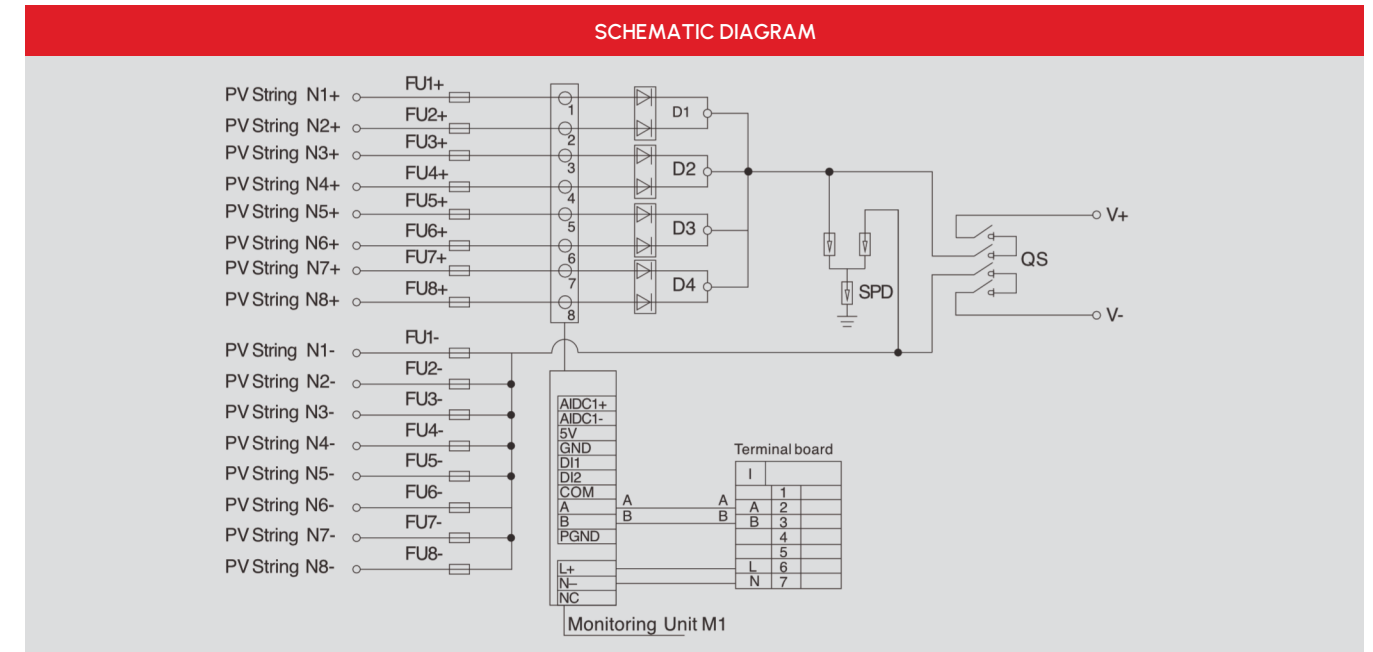 SCHEMATIC DIAGRAM
PV String N1+ FU1+ 1
PV String N2+ FU2+ 2
D1
PV String N3+ FU3+ 3
PV String N4+ FU4+ 4
D2
PV String N5+ FU5+ 5
PV String N6+ FU6+ 6
D3
PV String N7+ FU7+ 7
PV String N8+ FU8+ 8
D4
SPD
QS
V+
V-
PV String N1- FU1-
PV String N2- FU2-
PV String N3- FU3-
PV String N4- FU4-
PV String N5- FU5-
PV String N6- FU6-
PV String N7- FU7-
PV String N8- FU8-
AIDC1+
AIDC1-
5V
GND
DI1
DI2
COM
A
B
PGND
L+
N–
NC
A A
B B
Terminal board
I
1
A 2
B 3
4
5
L 6
N 7
Monitoring Unit M1